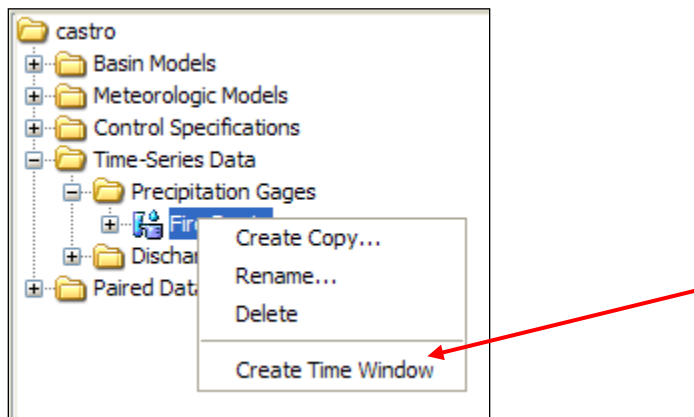 castro
Basin Models
Meteorologic Models
Control Specifications
Time-Series Data
Precipitation Gages
Create Copy...
Rename...
Delete
Create Time Window
Paired